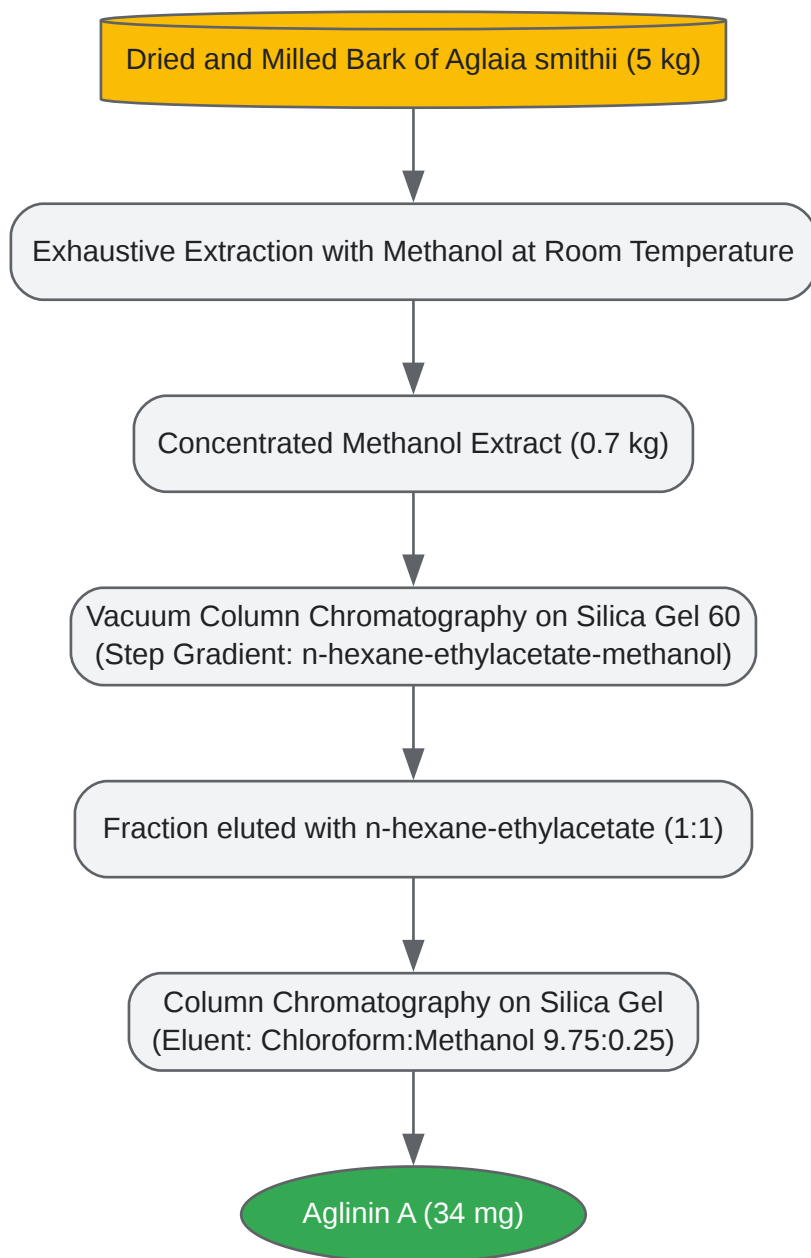 Dried and Milled Bark of Aglaia smithii (5 kg)
Exhaustive Extraction with Methanol at Room Temperature
Concentrated Methanol Extract (0.7 kg)
Vacuum Column Chromatography on Silica Gel 60
(Step Gradient: n-hexane-ethylacetate-methanol)
Fraction eluted with n-hexane-ethylacetate (1:1)
Column Chromatography on Silica Gel
(Eluent: Chloroform:Methanol 9.75:0.25)
Aglinin A (34 mg)